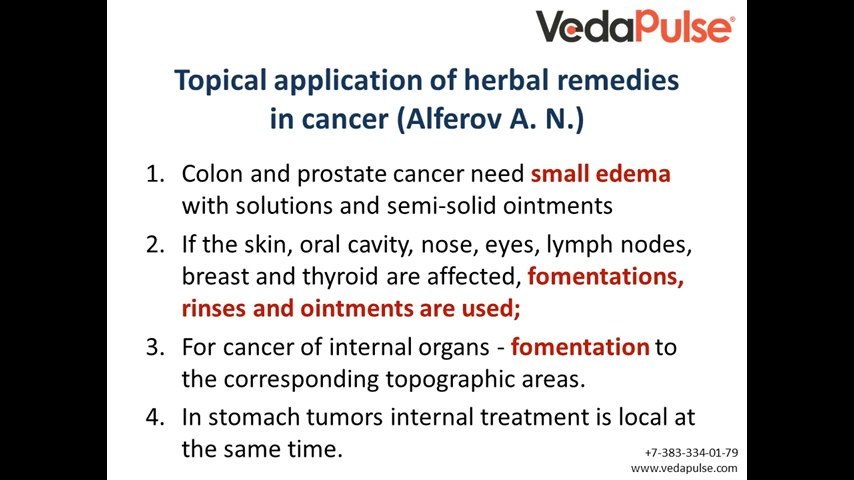 VedaPulse®
Topical application of herbal remedies
in cancer (Alferov A. N.)
1. Colon and prostate cancer need small edema
with solutions and semi-solid ointments
2. If the skin, oral cavity, nose, eyes, lymph nodes,
breast and thyroid are affected, fomentations,
rinses and ointments are used;
3. For cancer of internal organs - fomentation to
the corresponding topographic areas.
4. In stomach tumors internal treatment is local at
the same time.
+7-383-334-01-79
www.vedapulse.com